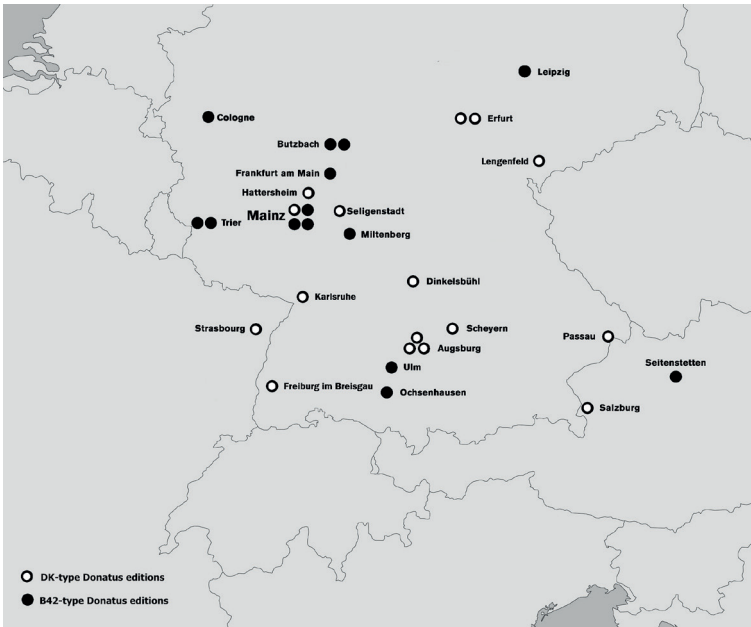 Leipzig
Cologne
Erfurt
Butzbach
Lengenfeld
Frankfurt am Main
Hattersheim
Mainz
Seligenstadt
Trier
Miltenberg
Dinkelsbühl
Karlsruhe
Strasbourg
Scheyern
Passau
Augsburg
Seitenstetten
Ulm
Freiburg im Breisgau
Ochsenhausen
Salzburg
DK-type Donatus editions
B42-type Donatus editions